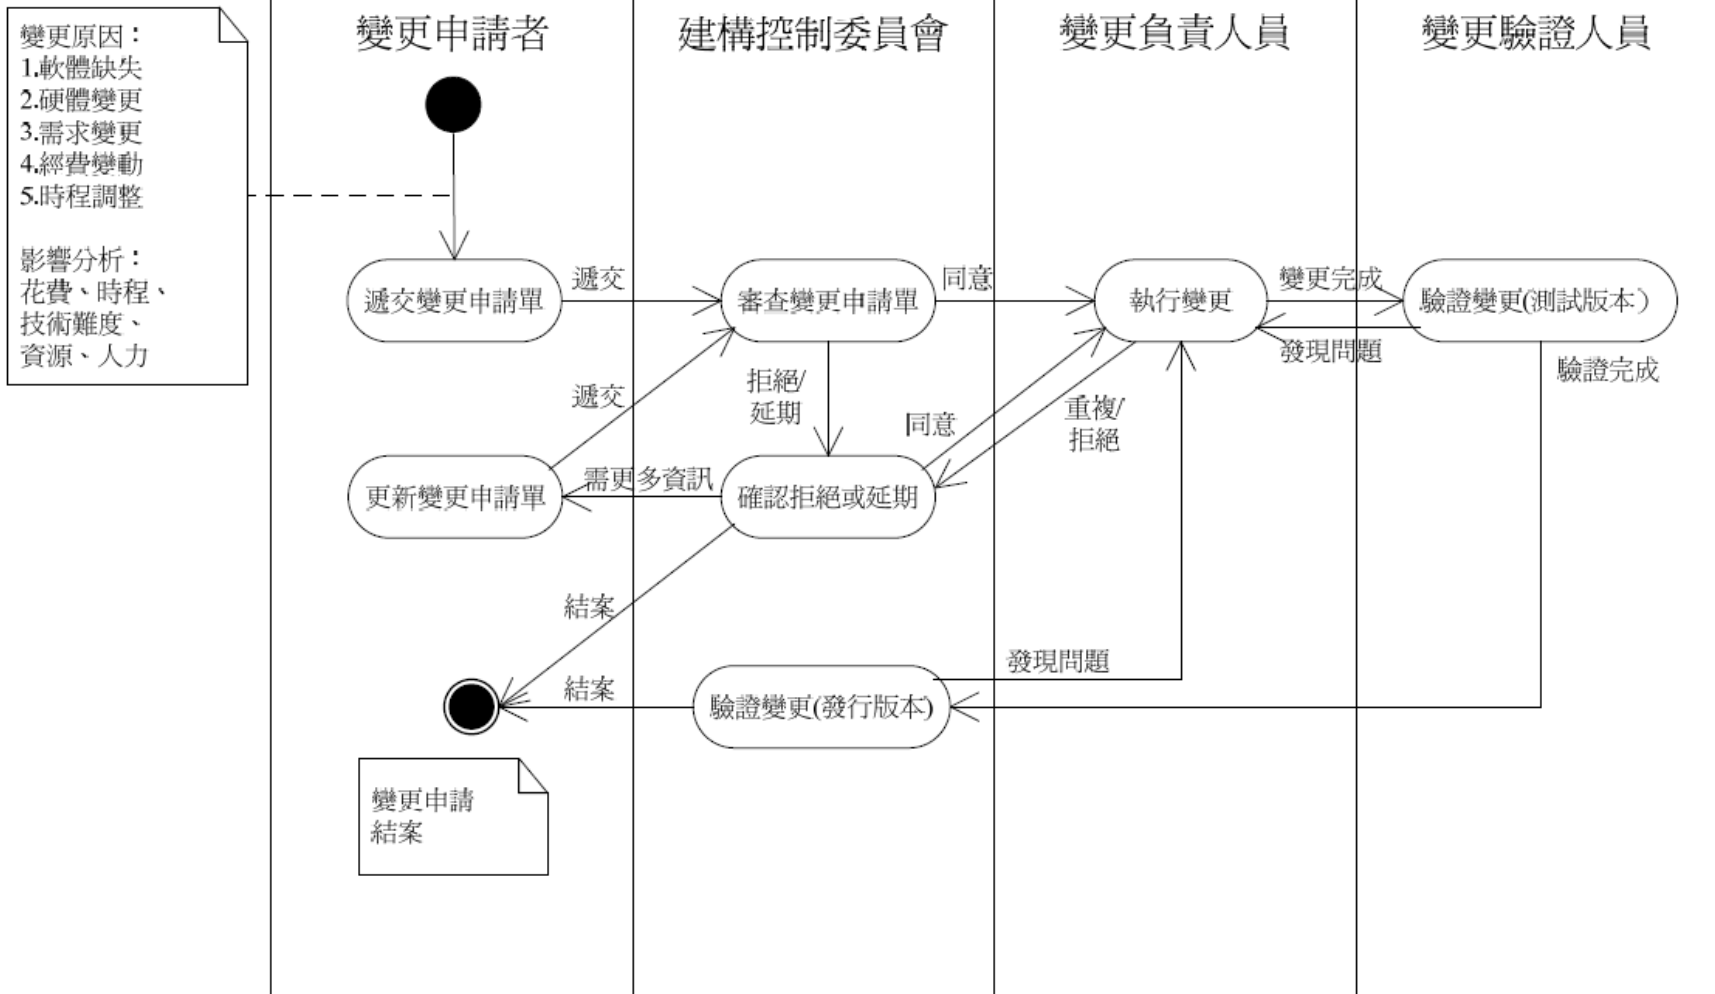 變更原因：
1.軟體缺失
2.硬體變更
3.需求變更
4.經費變動
5.時程調整
影響分析：
花費、時程、
技術難度、
資源、人力
變更申請者
建構控制委員會
變更負責人員
變更驗證人員
遞交變更申請單
遞交
審查變更申請單
同意
執行變更
變更完成
驗證變更(測試版本)
發現問題
驗證完成
遞交
拒絕/
延期
同意
重複/
拒絕
更新變更申請單
需更多資訊
確認拒絕或延期
結案
發現問題
結案
驗證變更(發行版本)
變更申請
結案